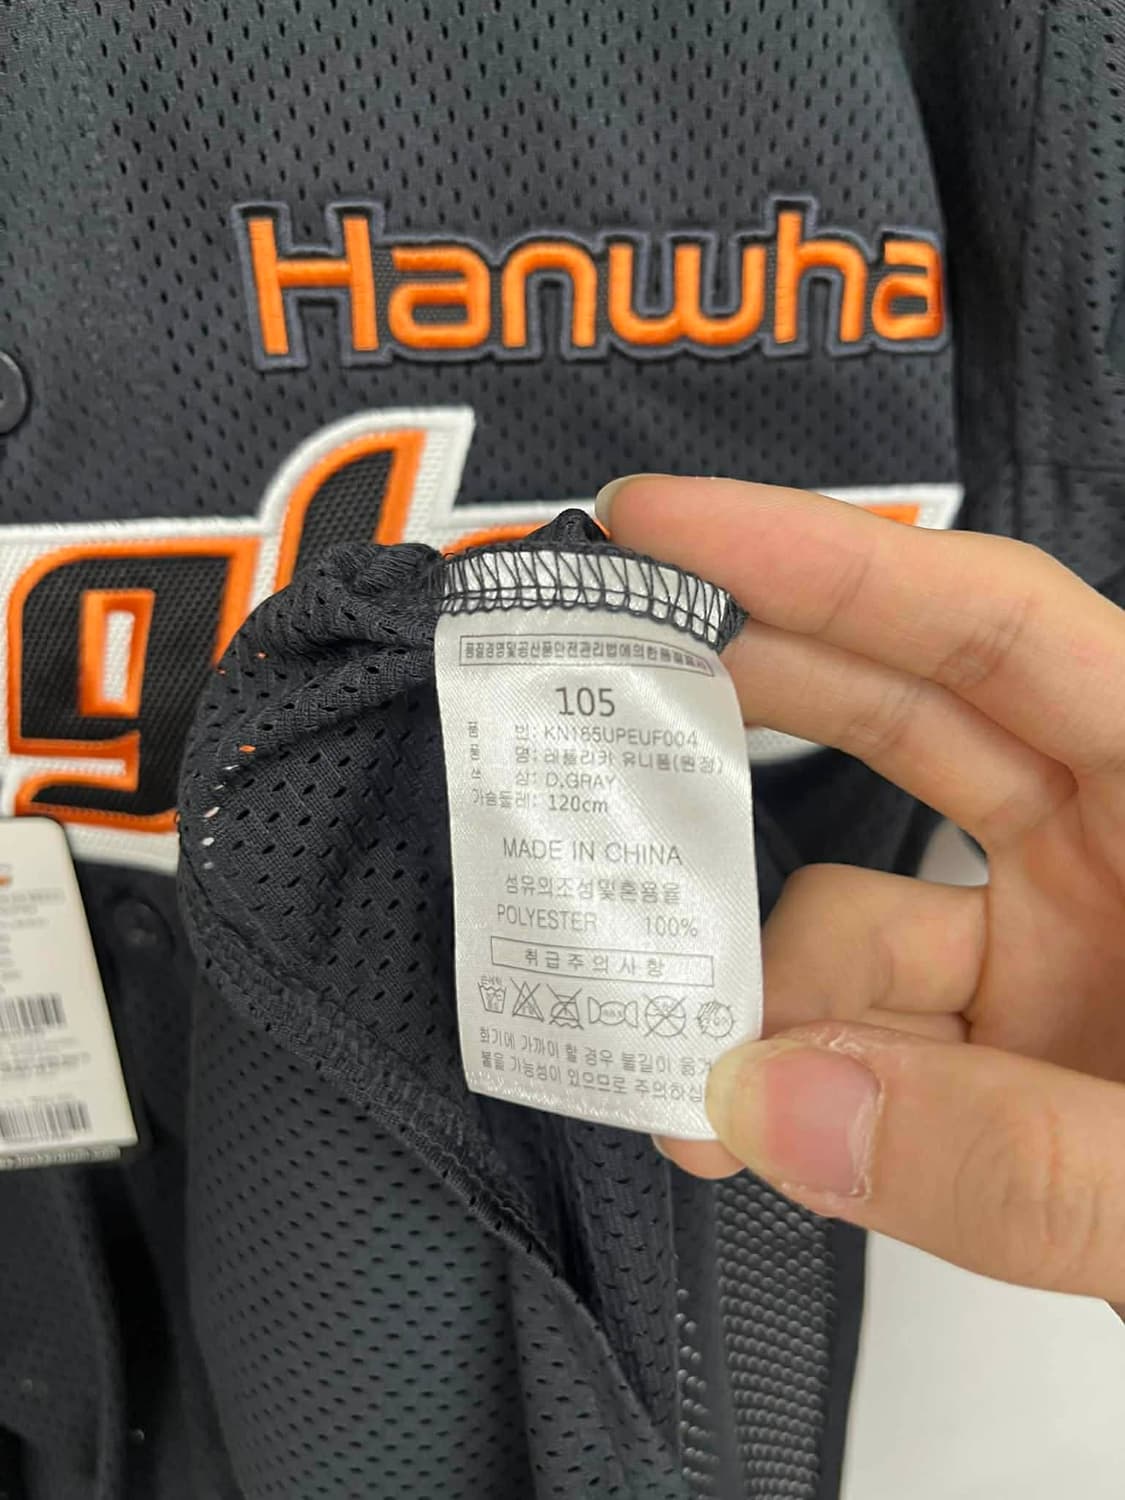 Hanwha
gles
품질경영및공산품안전관리법에의한품질표시
105
품 번: KN185UPEUF004
품 명: 레플리카 유니폼(원정)
색 상: D.GRAY
가슴둘레: 120cm
MADE IN CHINA
섬유의조성및혼용율
POLYESTER 100%
취급주의사항
화기에 가까이 할 경우 불길이 옮겨
붙을 가능성이 있으므로 주의하십